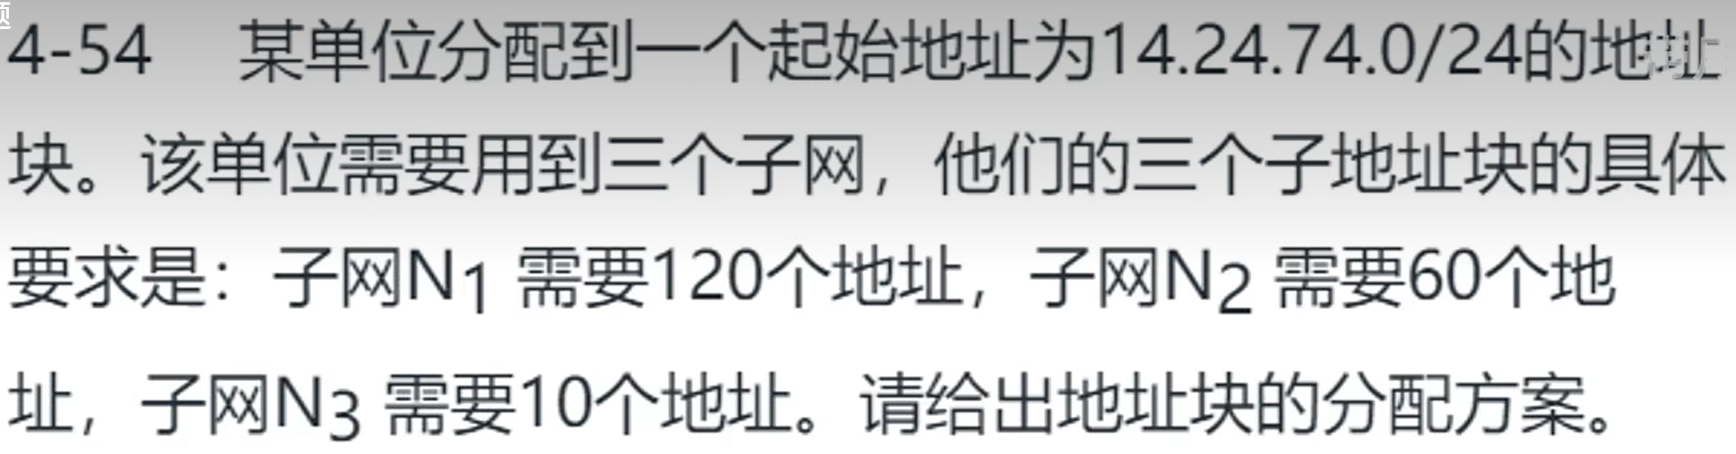 题
4-54 某单位分配到一个起始地址为14.24.74.0/24的地址
块。该单位需要用到三个子网，他们的三个子地址块的具体
要求是：子网N1 需要120个地址，子网N2 需要60个地
址，子网N3 需要10个地址。请给出地址块的分配方案。